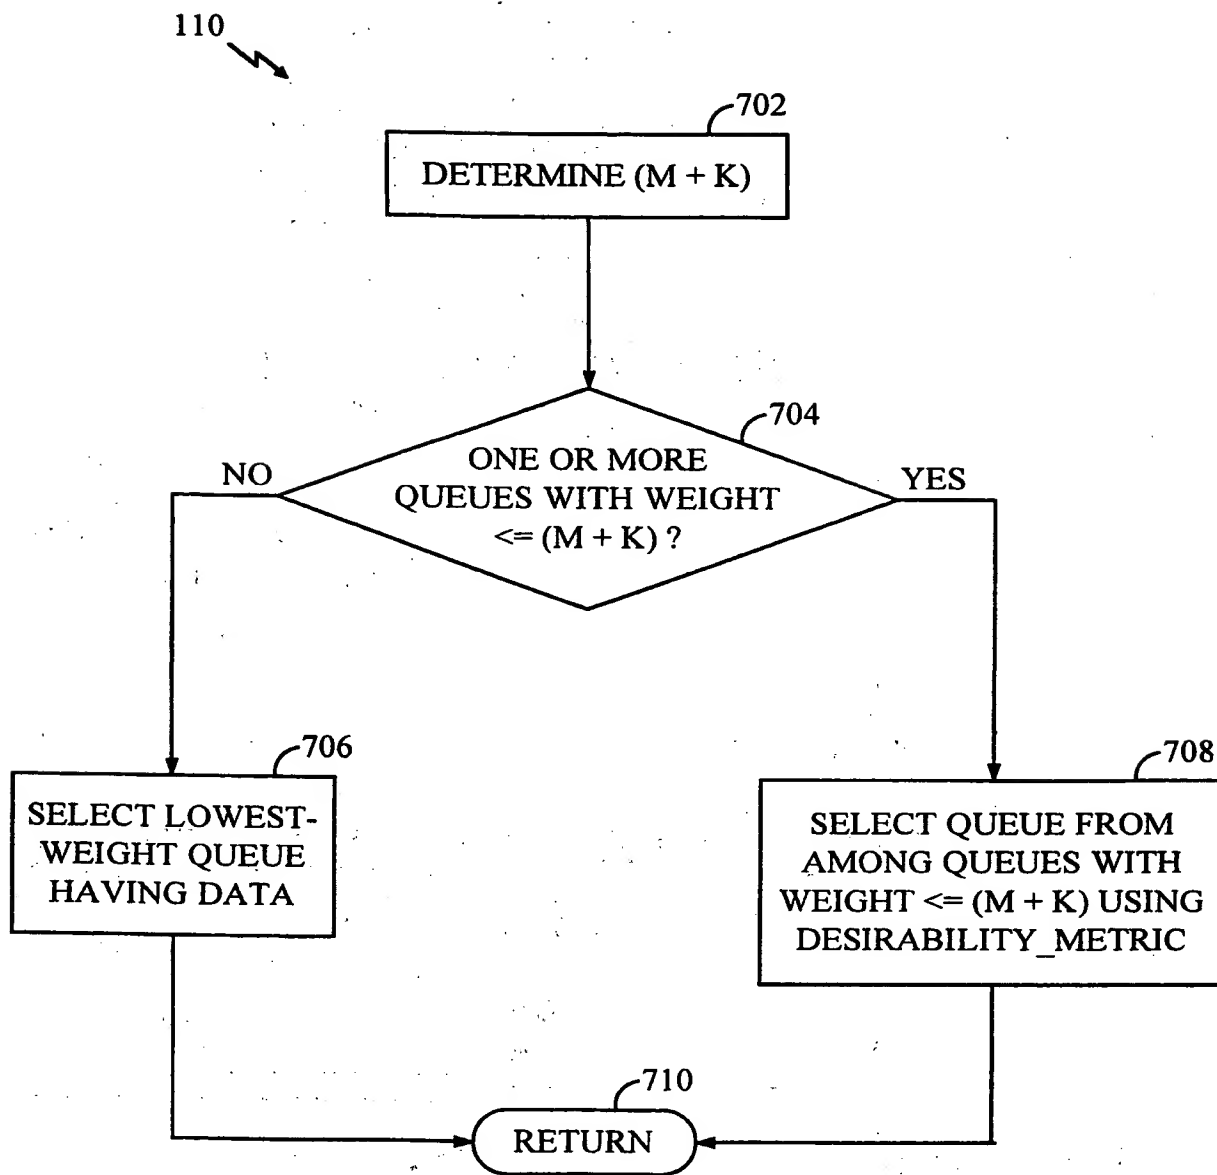 110
702
DETERMINE (M + K)
704
ONE OR MORE
QUEUES WITH WEIGHT
<= (M + K) ?
NO
YES
706
SELECT LOWEST-
WEIGHT QUEUE
HAVING DATA
708
SELECT QUEUE FROM
AMONG QUEUES WITH
WEIGHT <= (M + K) USING
DESIRABILITY_METRIC
710
RETURN